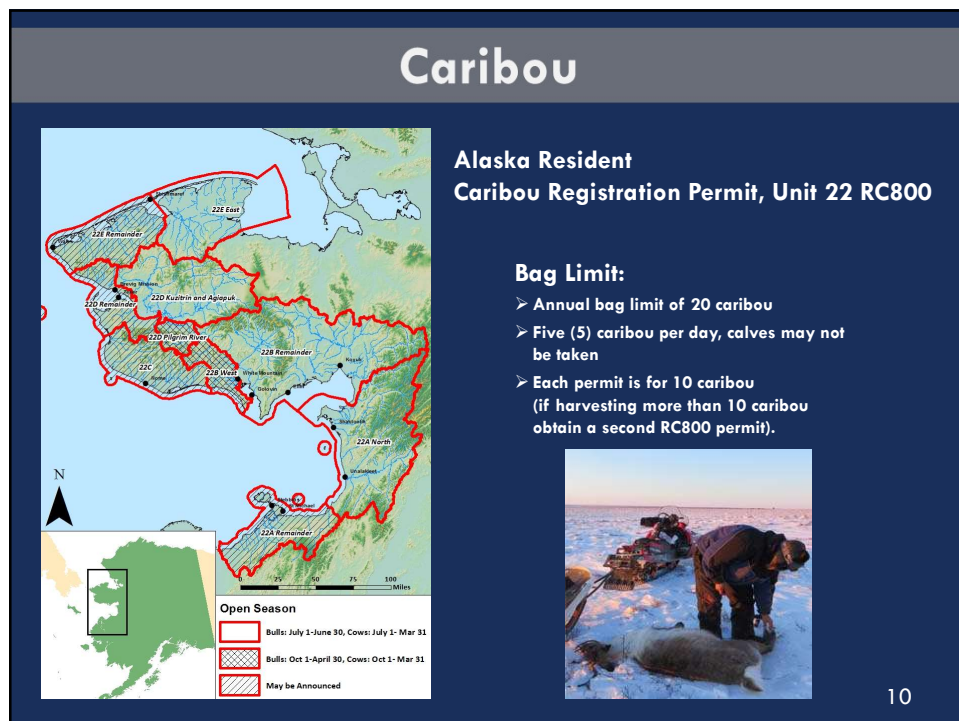 Caribou
Alaska Resident
Caribou Registration Permit, Unit 22 RC800
Bag Limit:
➢ Annual bag limit of 20 caribou
➢ Five (5) caribou per day, calves may not
be taken
➢ Each permit is for 10 caribou
(if harvesting more than 10 caribou
obtain a second RC800 permit).
22E East
22E Remainder
22D Remainder
22D Kuzitrin and Agiapuk
22D Pilgrim River
22B Remainder
22C
22B West
White Mountain
Golovin
Koyuk
22A North
Unalakleet
22A Remainder
N
0 25 50 75 100
Miles
Open Season
Bulls: July 1-June 30, Cows: July 1- Mar 31
Bulls: Oct 1-April 30, Cows: Oct 1- Mar 31
May be Announced
10